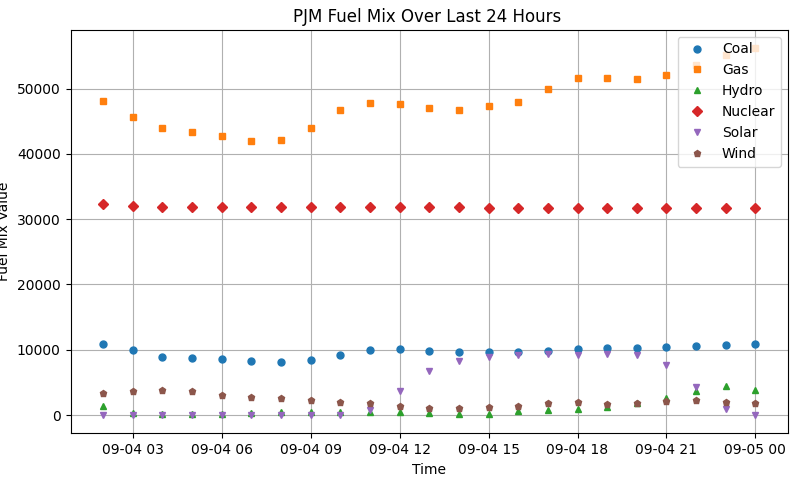 PJM Fuel Mix Over Last 24 Hours
Coal
Gas
Hydro
Nuclear
Solar
Wind
50000
40000
30000
20000
10000
0
Fuel Mix Value
09-04 03 09-04 06 09-04 09 09-04 12 09-04 15 09-04 18 09-04 21 09-05 00
Time